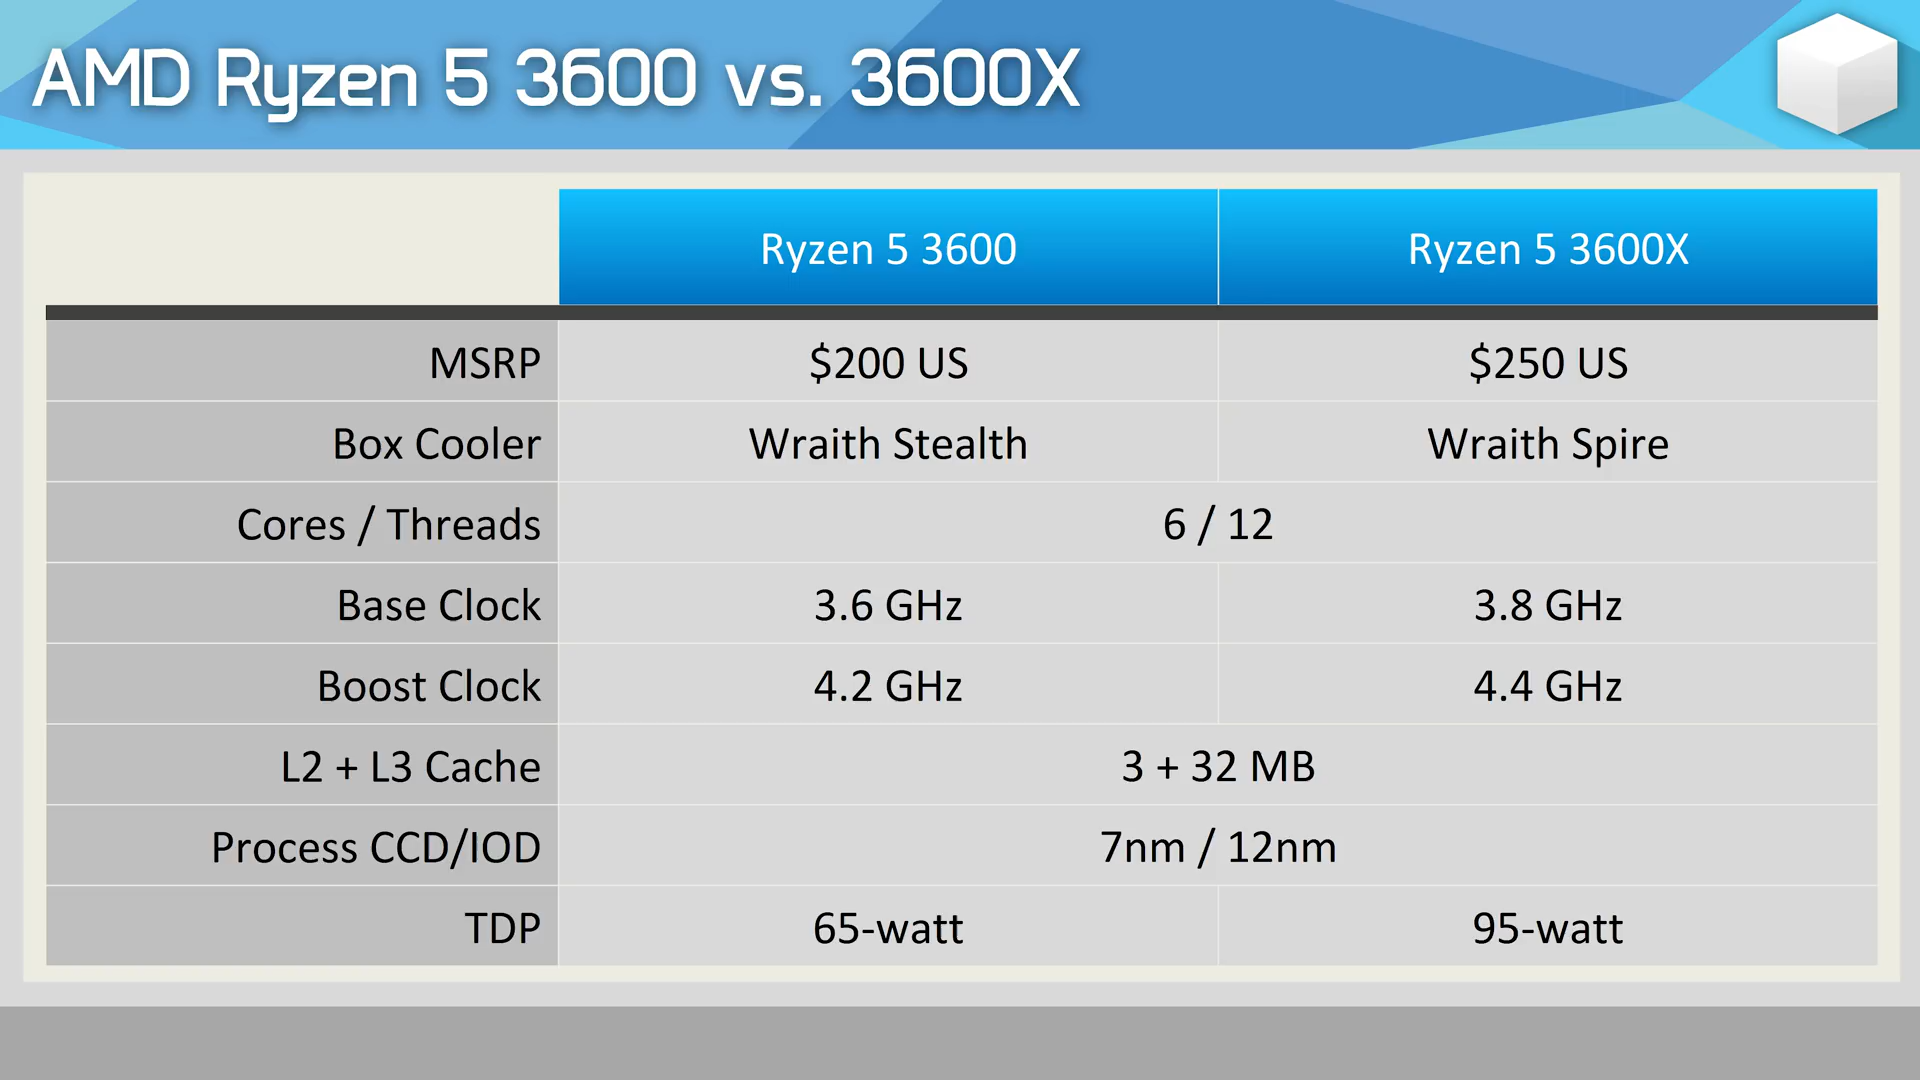 AMD Ryzen 5 3600 vs. 3600X
Ryzen 5 3600 Ryzen 5 3600X
MSRP $200 US $250 US
Box Cooler Wraith Stealth Wraith Spire
Cores / Threads 6 / 12
Base Clock 3.6 GHz 3.8 GHz
Boost Clock 4.2 GHz 4.4 GHz
L2 + L3 Cache 3 + 32 MB
Process CCD/IOD 7nm / 12nm
TDP 65-watt 95-watt